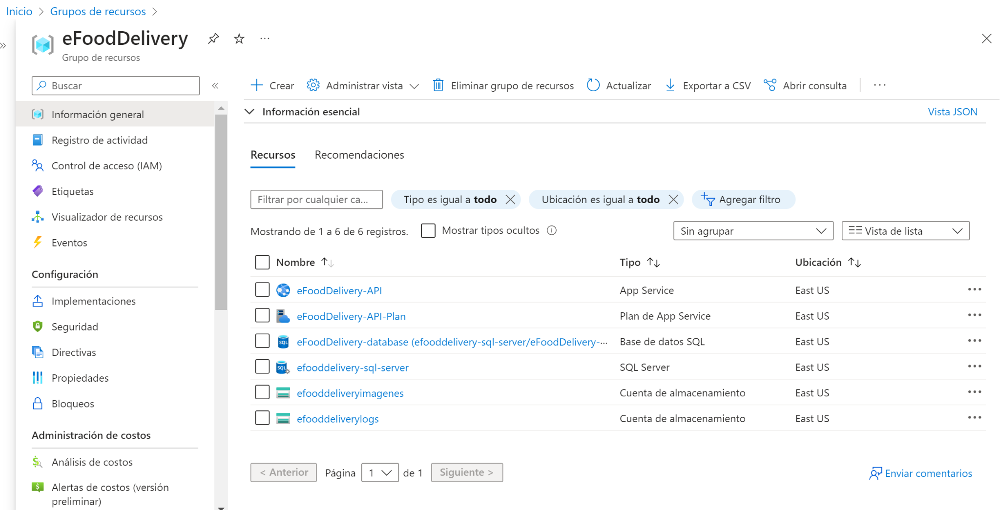 Inicio > Grupos de recursos >
eFoodDelivery
Grupo de recursos
Buscar
Información general
Registro de actividad
Control de acceso (IAM)
Etiquetas
Visualizador de recursos
Eventos
Configuración
Implementaciones
Seguridad
Directivas
Propiedades
Bloqueos
Administración de costos
Análisis de costos
Alertas de costos (versión
preliminar)
Crear Administrar vista Eliminar grupo de recursos Actualizar Exportar a CSV Abrir consulta
Información esencial Vista JSON
Recursos Recomendaciones
Filtrar por cualquier ca... Tipo es igual a todo Ubicación es igual a todo Agregar filtro
Mostrando de 1 a 6 de 6 registros. Mostrar tipos ocultos Sin agrupar Vista de lista
Nombre Tipo Ubicación
eFoodDelivery-API App Service East US
eFoodDelivery-API-Plan Plan de App Service East US
eFoodDelivery-database (efooddelivery-sql-server/eFoodDelivery-... Base de datos SQL East US
efooddelivery-sql-server SQL Server East US
efooddeliveryimagenes Cuenta de almacenamiento East US
efooddeliverylogs Cuenta de almacenamiento East US
< Anterior Página 1 de 1 Siguiente > Enviar comentarios